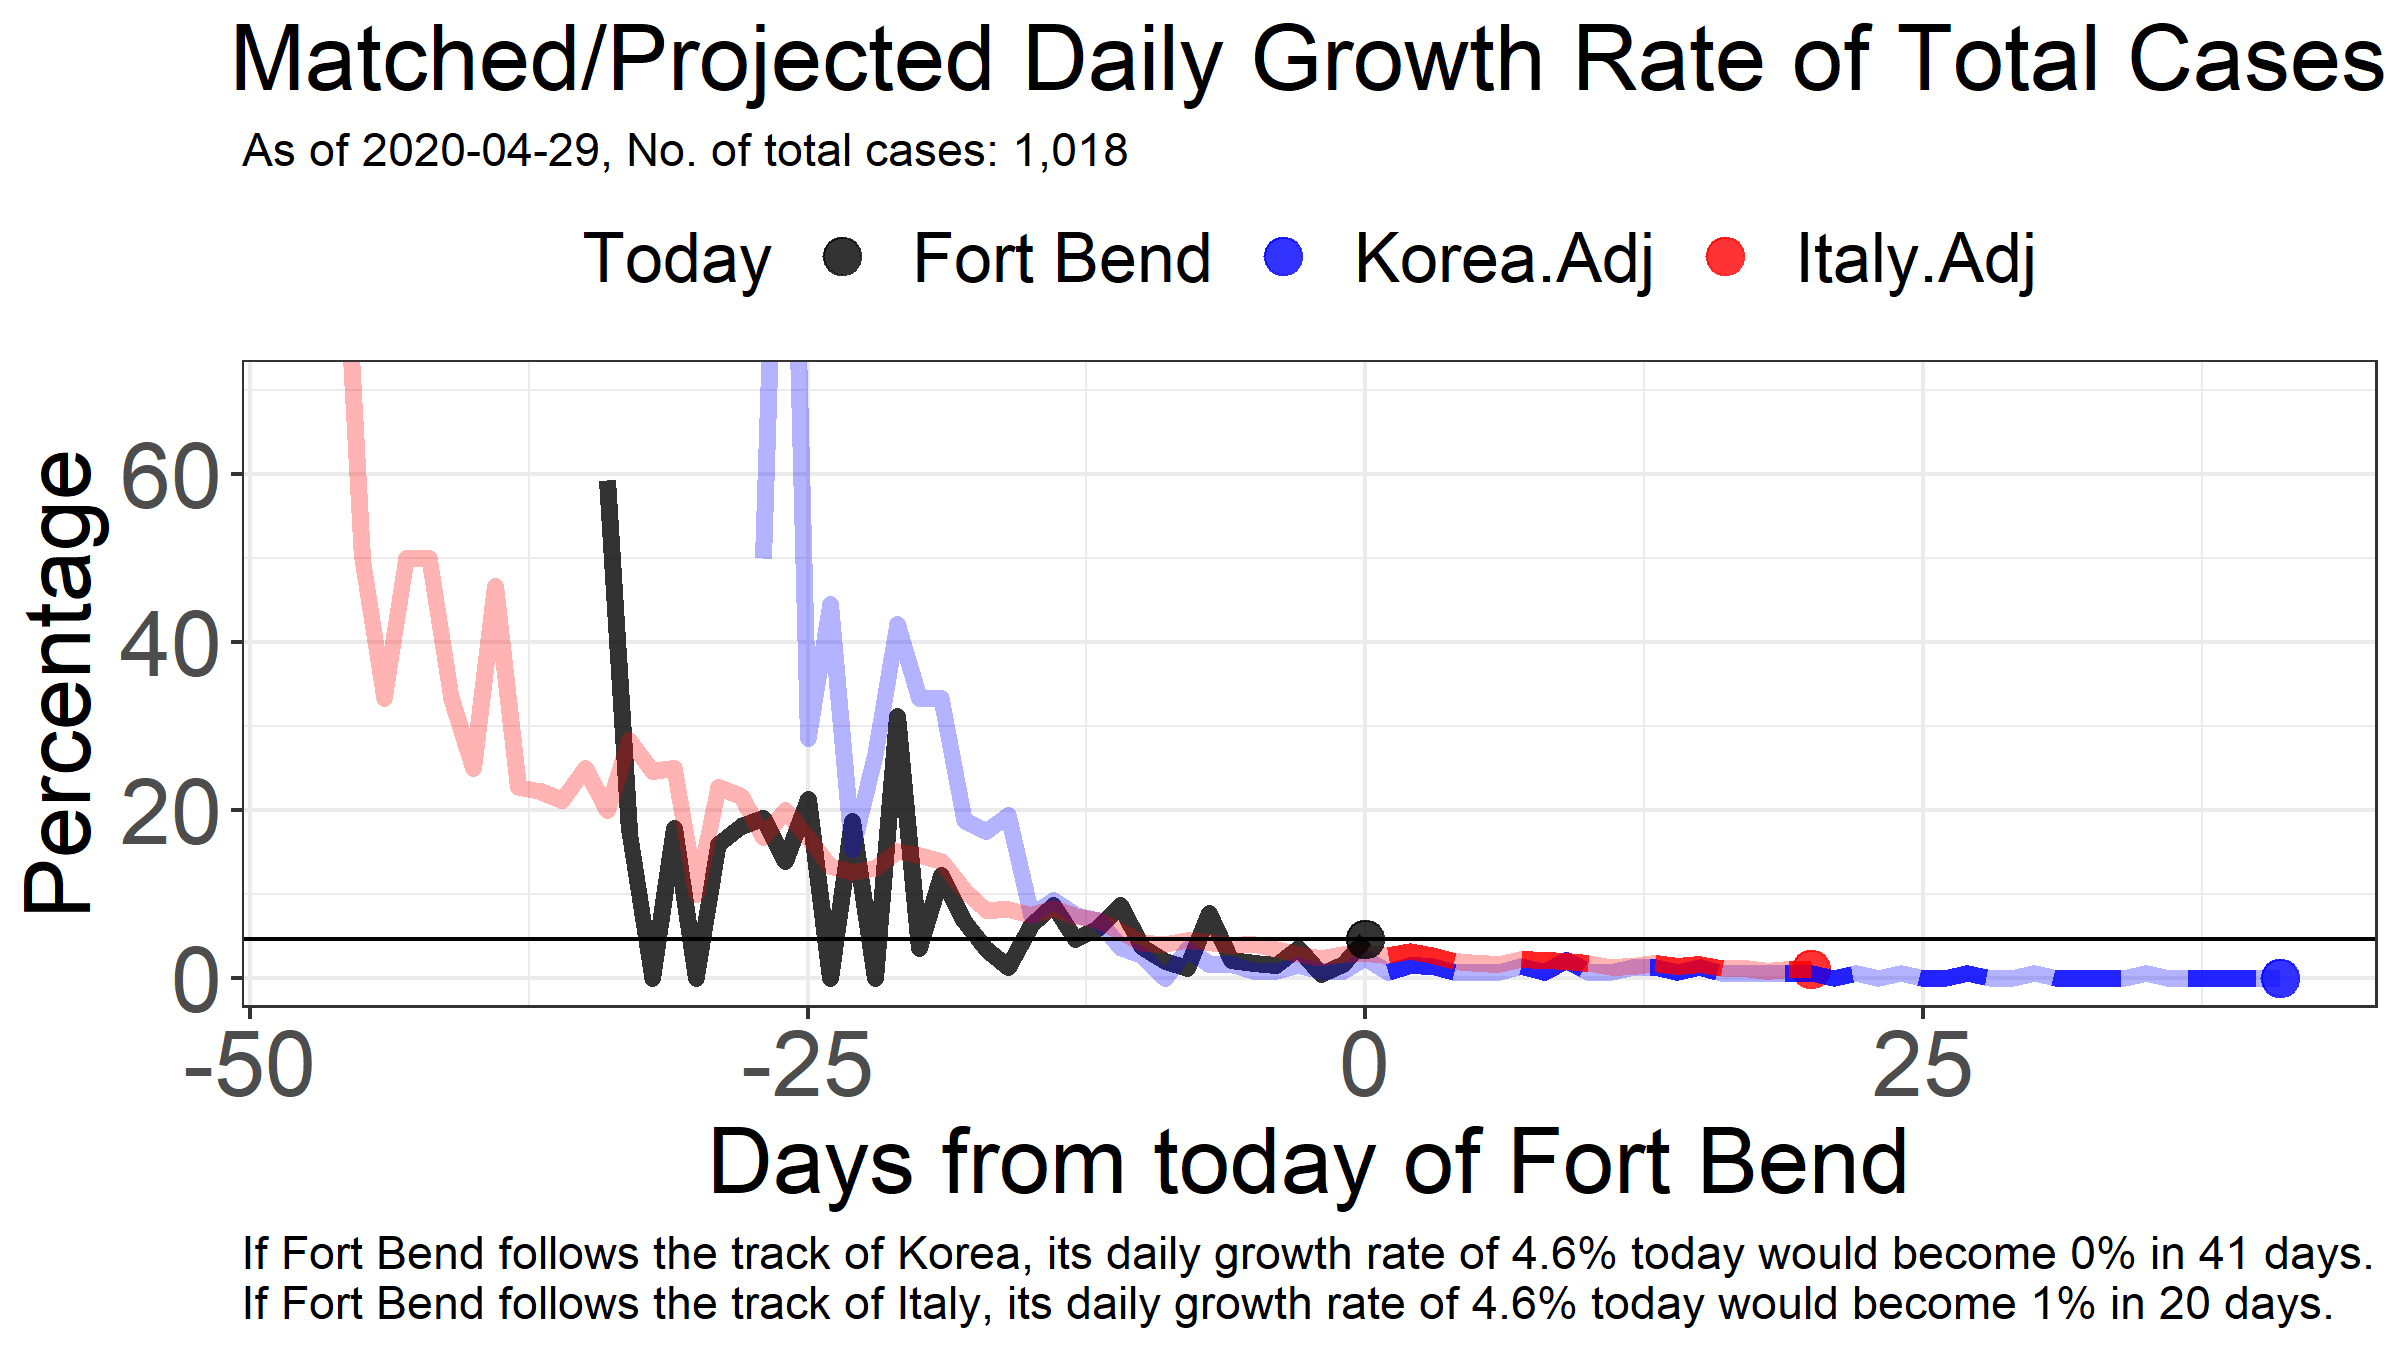 Matched/Projected Daily Growth Rate of Total Cases
As of 2020-04-29, No. of total cases: 1,018
Today Fort Bend Korea.Adj Italy.Adj
Percentage
60
40
20
0
-50 -25 0 25
Days from today of Fort Bend
If Fort Bend follows the track of Korea, its daily growth rate of 4.6% today would become 0% in 41 days.
If Fort Bend follows the track of Italy, its daily growth rate of 4.6% today would become 1% in 20 days.